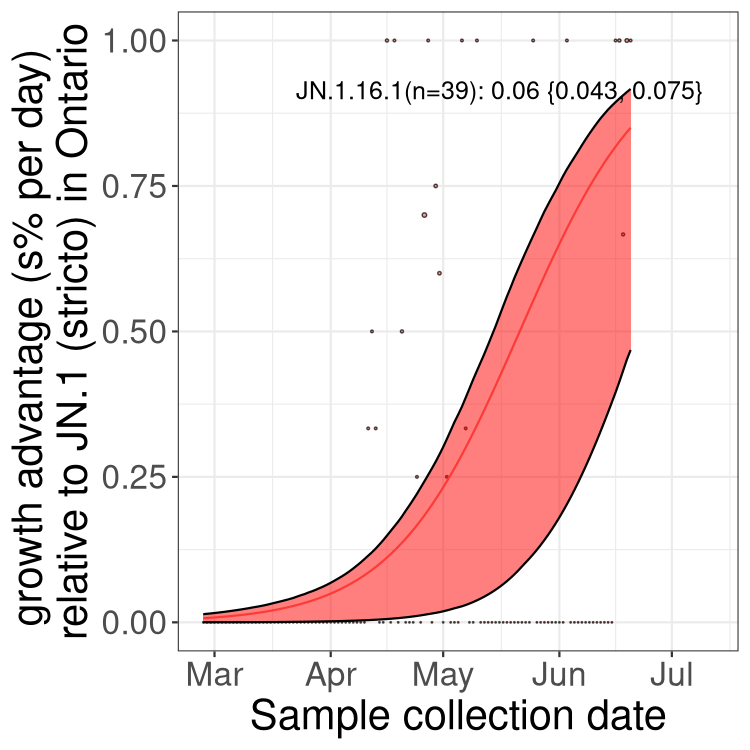 growth advantage (s% per day)
relative to JN.1 (stricto) in Ontario
1.00
0.75
0.50
0.25
0.00
JN.1.16.1(n=39): 0.06 {0.043, 0.075}
Mar Apr May Jun Jul
Sample collection date